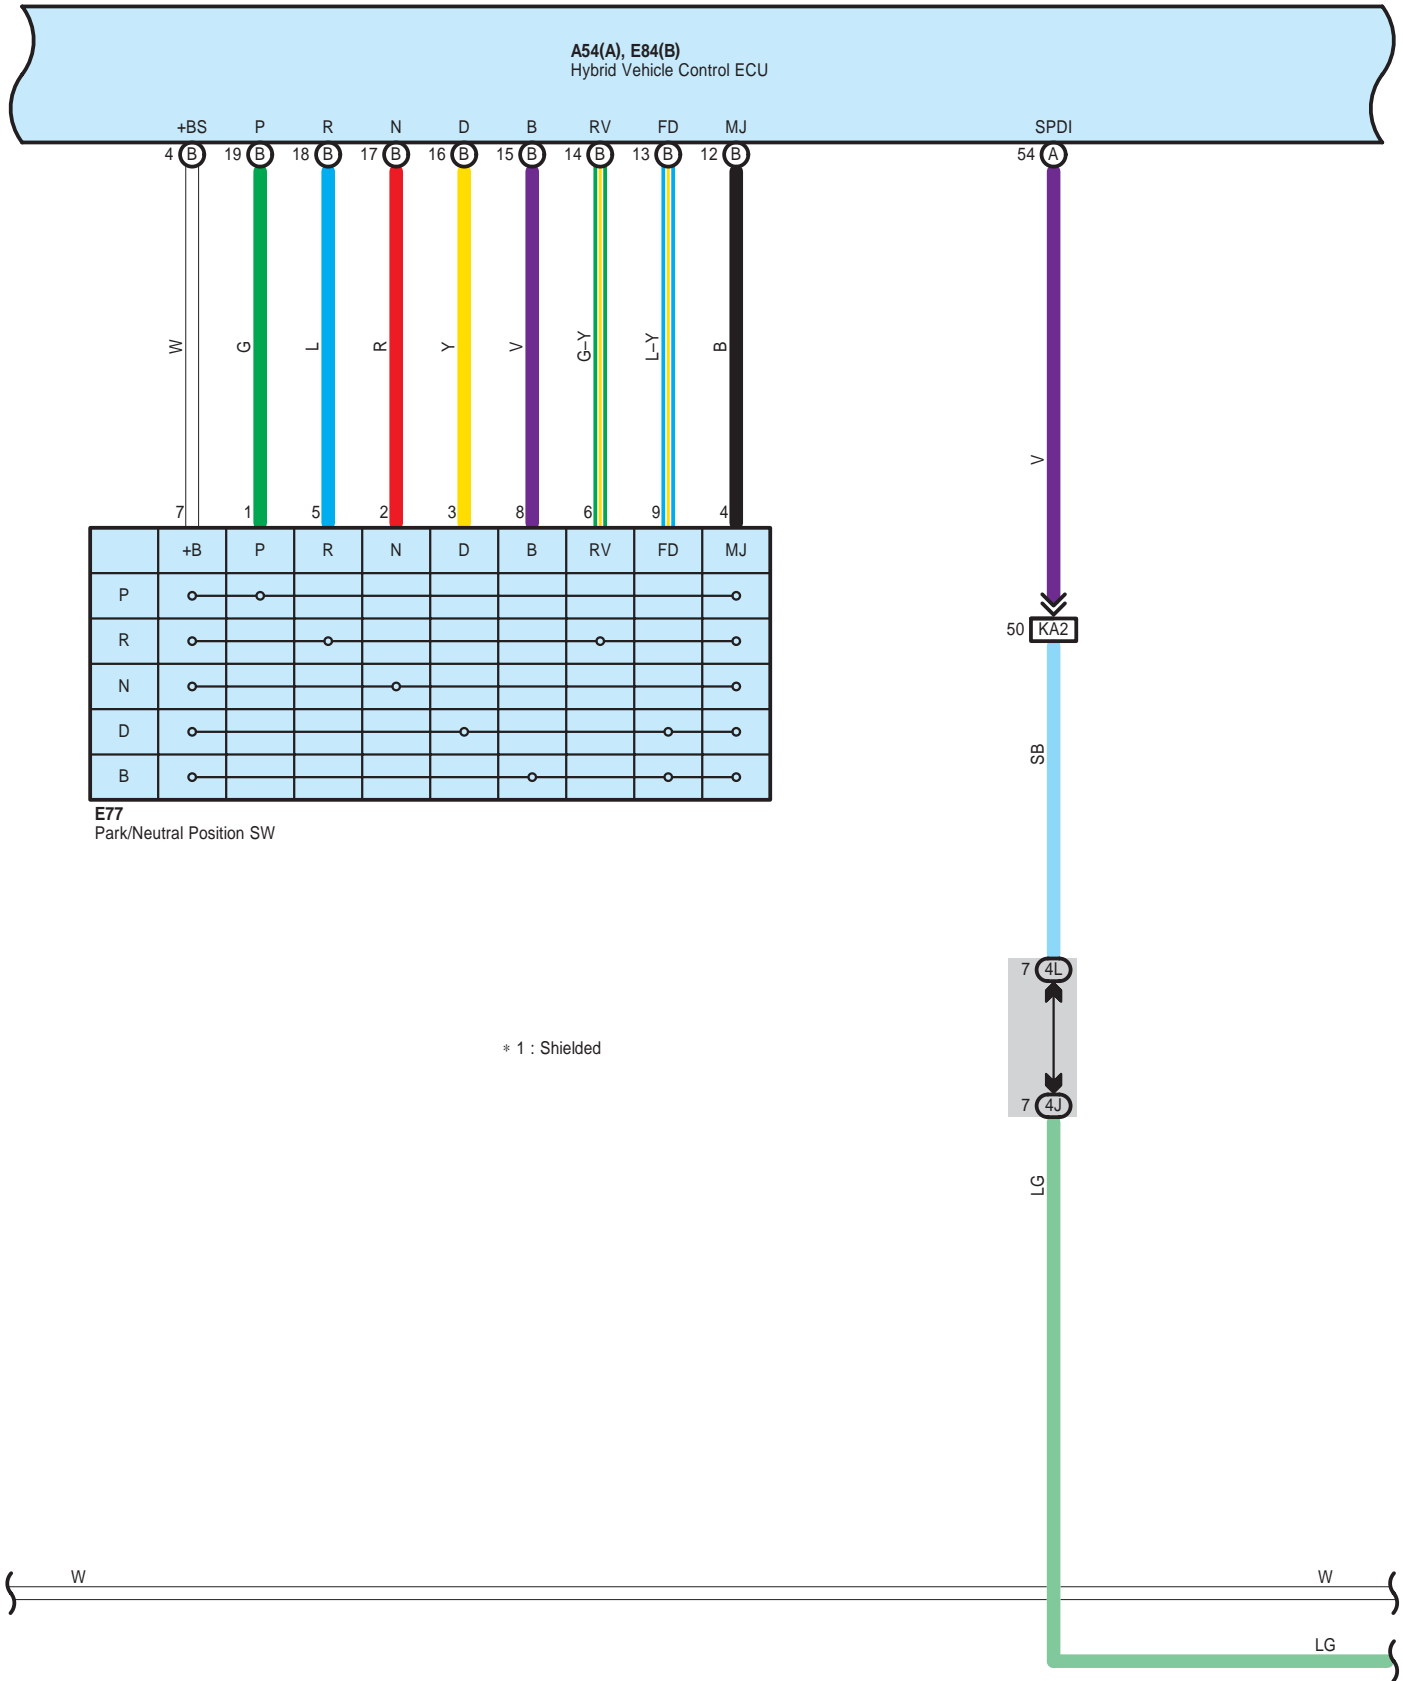 A54(A), E84(B)
Hybrid Vehicle Control ECU
+BS P R N D B RV FD MJ SPDI
4 B 19 B 18 B 17 B 16 B 15 B 14 B 13 B 12 B 54 A
W G L R Y V G–Y L–Y B
V
7 1 5 2 3 8 6 9 4
+B P R N D B RV FD MJ
P
R
N
D
B
50 KA2
SB
E77
Park/Neutral Position SW
7 4L
* 1 : Shielded
7 4J
LG
W W
LG